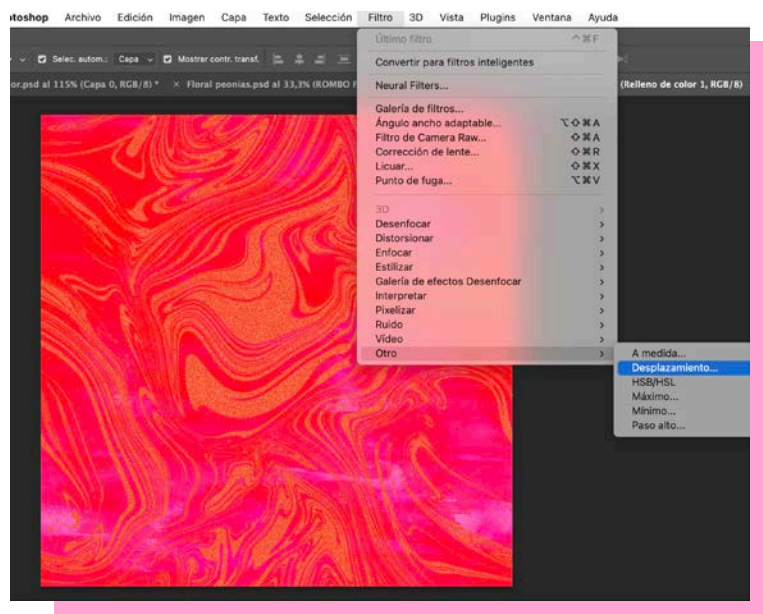 otoshop Archivo Edición Imagen Capa Texto Selección Filtro 3D Vista Plugins Ventana Ayuda
Último filtro ^⌘F
Selec. autom.: Capa Mostrar contr. transf.
Convertir para filtros inteligentes
or.psd al 115% (Capa 0, RGB/8) * × Floral peonias.psd al 33,3% (ROMBO F
Neural Filters...
(Relleno de color 1, RGB/8)
Galería de filtros...
Ángulo ancho adaptable... ⌥⇧⌘A
Filtro de Camera Raw... ⇧⌘A
Corrección de lente... ⇧⌘R
Licuar... ⇧⌘X
Punto de fuga... ⌥⌘V
3D >
Desenfocar >
Distorsionar >
Enfocar >
Estilizar >
Galería de efectos Desenfocar >
Interpretar >
Pixelizar >
Ruido >
Vídeo >
Otro >
A medida...
Desplazamiento...
HSB/HSL
Máximo...
Mínimo...
Paso alto...